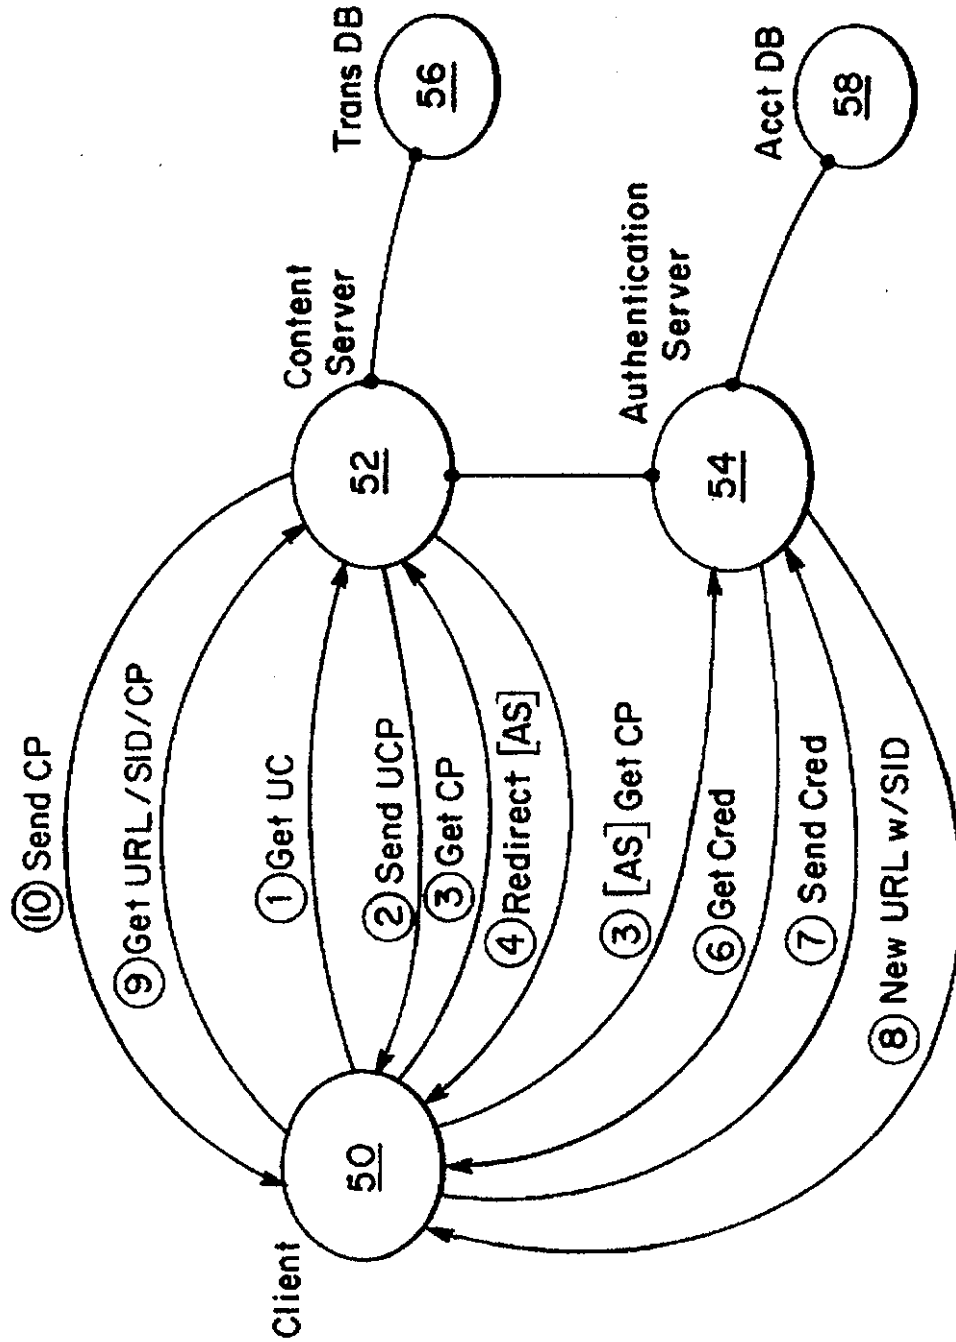 ⑩ Send CP
⑨ Get URL/SID/CP
① Get UC
② Send UCP
③ Get CP
④ Redirect [AS]
③ [AS] Get CP
⑥ Get Cred
⑦ Send Cred
⑧ New URL w/SID
Client
50
Content
Server
52
Trans DB
56
Authentication
Server
54
Acct DB
58